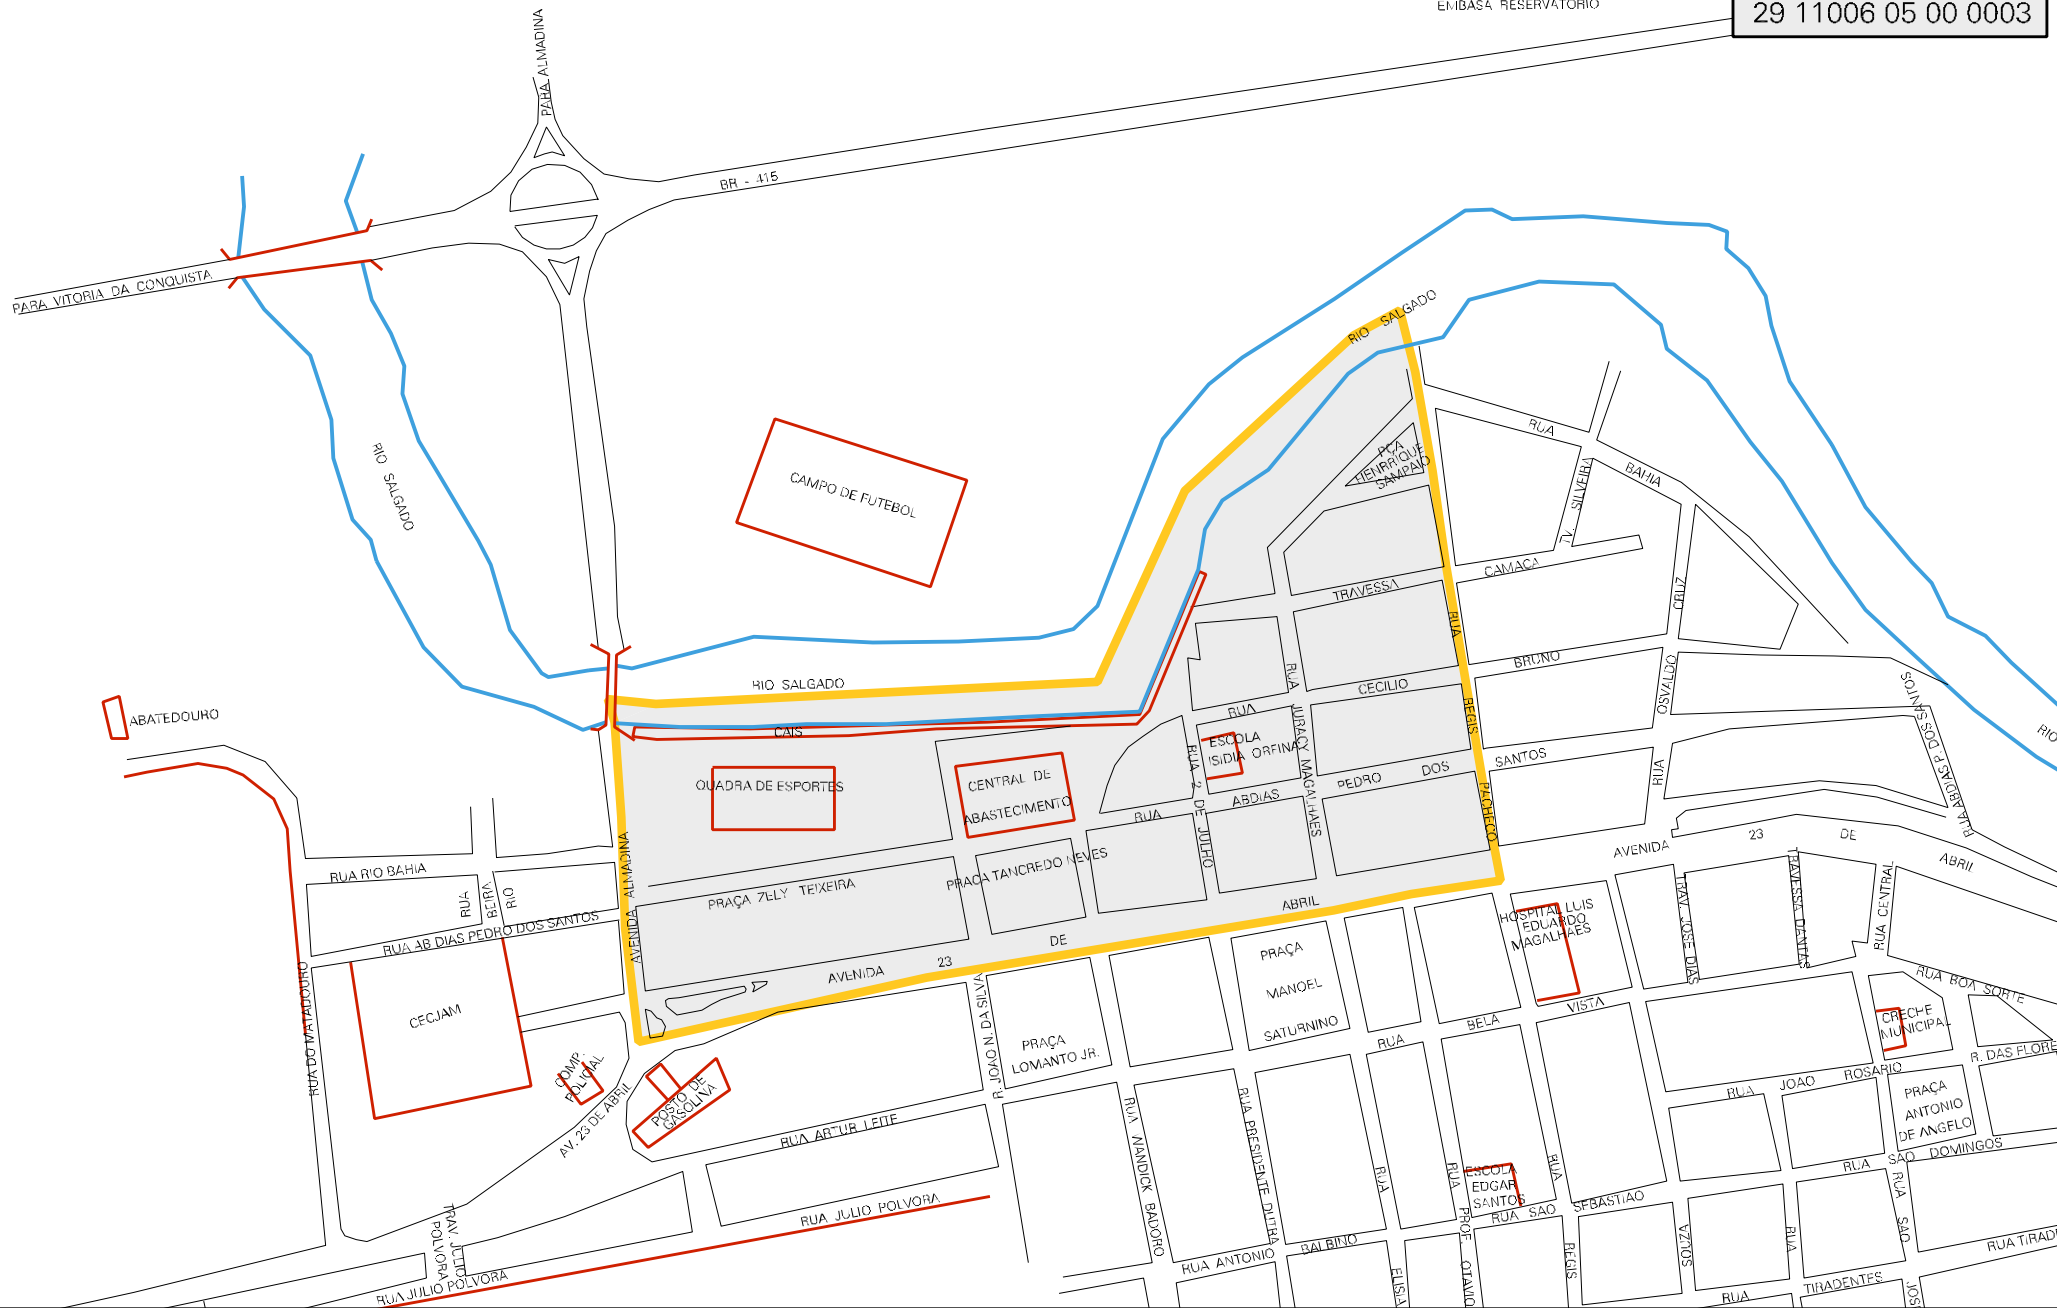 EMBASA RESERVATORIO
29 11006 05 00 0003
PARA ALMADINA
PARA ALMADINA
BR - 415
PARA VITORIA DA CONQUISTA
RIO SALGADO
RIO SALGADO
CAMPO DE FUTEBOL
PÇA
HENRRIQUE
SAMPAIO
RUA
BAHIA
TV. SILVEIRA
TRAVESSA
CAMACA
CRUZ
OSVALDO
RUA
RIO SALGADO
ABATEDOURO
CAIS
RUA
CECILIO
BRUNO
RUA
REGIS
PACHECO
RUA
JURACY MAGALHAES
ESCOLA
ISIDIA ORFINA
RUA 2 DE JULHO
QUADRA DE ESPORTES
CENTRAL DE
ABASTECIMENTO
RUA
ABDIAS
PEDRO
DOS
SANTOS
RUA ABDIAS P DOS SANTOS
RIO
AVENIDA
23
DE
ABRIL
RUA RIO BAHIA
RUA
BEIRA
RIO
AVENIDA ALMADINA
PRAÇA ZELY TEIXEIRA
PRACA TANCREDO NEVES
RUA AB DIAS PEDRO DOS SANTOS
AVENIDA
23
DE
ABRIL
HOSPITAL LUIS
EDUARDO
MAGALHAES
TRAV. JOSE DIAS
TRAVESSA DANTAS
RUA CENTRAL
RUA BOA SORTE
RUA DO MATADOURO
CECJAM
COMP.
POLICIAL
AV. 23 DE ABRIL
POSTO DE
GASOLINA
R. JOAO N. DA SILVA
PRAÇA
LOMANTO JR.
PRAÇA
MANOEL
SATURNINO
RUA
BELA
VISTA
CRECHE
MUNICIPAL
R. DAS FLORE
RUA
JOAO
ROSARIO
PRAÇA
ANTONIO
DE ANGELO
RUA
SAO
DOMINGOS
RUA ARTUR LEITE
RUA JULIO POLVORA
RUA JULIO POLVORA
TRAV. JULIO
POLVORA
RUA WANDICK BADORO
RUA PRESIDENTE DUTRA
RUA
ELISIA
RUA
PROF.
OTAVIO
ESCOLA
EDGAR
SANTOS
RUA
REGIS
RUA SAO
SEBASTIAO
RUA ANTONIO
BALBINO
SOUZA
RUA
RUA
SAO
JOS
RUA
TIRADENTES
RUA TIRAD